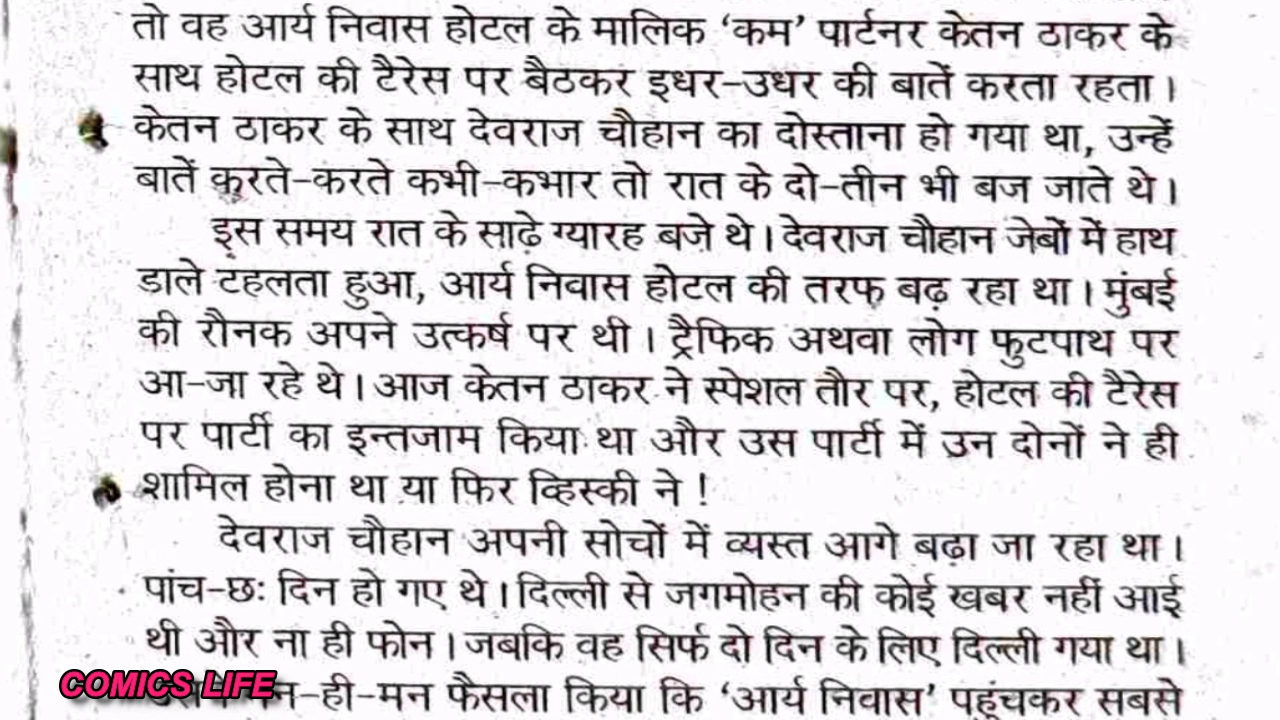 तो वह आर्य निवास होटल के मालिक ‘कम’ पार्टनर केतन ठाकर के
साथ होटल की टैरेस पर बैठकर इधर-उधर की बातें करता रहता।
केतन ठाकर के साथ देवराज चौहान का दोस्ताना हो गया था, उन्हें
बातें करते-करते कभी-कभार तो रात के दो-तीन भी बज जाते थे।
इस समय रात के साढ़े ग्यारह बजे थे। देवराज चौहान जेबों में हाथ
डाले टहलता हुआ, आर्य निवास होटल की तरफ बढ़ रहा था। मुंबई
की रौनक अपने उत्कर्ष पर थी। ट्रैफिक अथवा लोग फुटपाथ पर
आ-जा रहे थे। आज केतन ठाकर ने स्पेशल तौर पर, होटल की टैरेस
पर पार्टी का इन्तजाम किया था और उस पार्टी में उन दोनों ने ही
शामिल होना था या फिर व्हिस्की ने !
देवराज चौहान अपनी सोचों में व्यस्त आगे बढ़ा जा रहा था।
पांच-छः दिन हो गए थे। दिल्ली से जगमोहन की कोई खबर नहीं आई
थी और ना ही फोन। जबकि वह सिर्फ दो दिन के लिए दिल्ली गया था।
-ही-मन फैसला किया कि ‘आर्य निवास’ पहुंचकर सबसे
COMICS LIFE